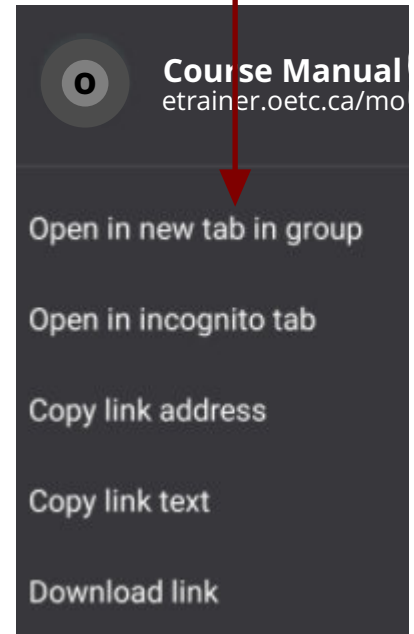 O
Course Manual
etrainer.oetc.ca/mo
Open in new tab in group
Open in incognito tab
Copy link address
Copy link text
Download link